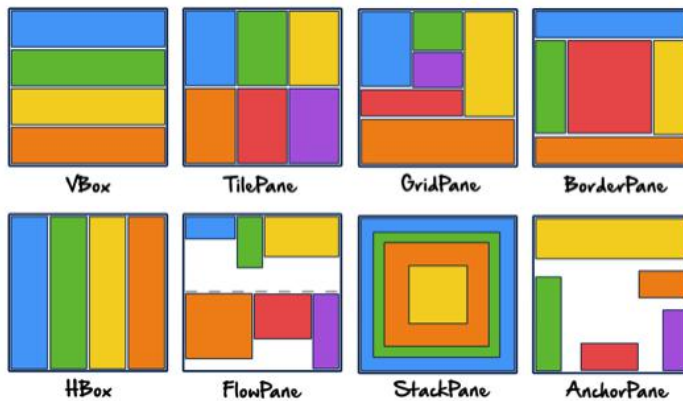 VBox
TilePane
GridPane
BorderPane
HBox
FlowPane
StackPane
AnchorPane